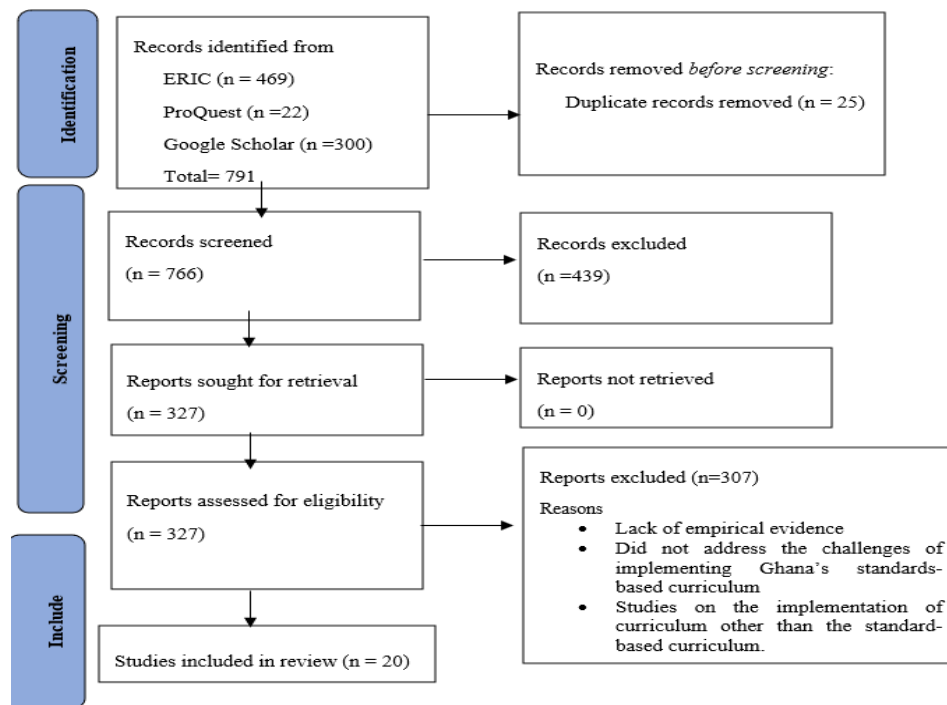 Identification
Records identified from
ERIC (n = 469)
ProQuest (n =22)
Google Scholar (n =300)
Total= 791
Records removed before screening:
Duplicate records removed (n = 25)
Screening
Records screened
(n = 766)
Records excluded
(n =439)
Reports sought for retrieval
(n = 327)
Reports not retrieved
(n = 0)
Reports assessed for eligibility
(n = 327)
Reports excluded (n=307)
Reasons
• Lack of empirical evidence
• Did not address the challenges of
implementing Ghana’s standards-
based curriculum
• Studies on the implementation of
curriculum other than the standard-
based curriculum.
Include
Studies included in review (n = 20)